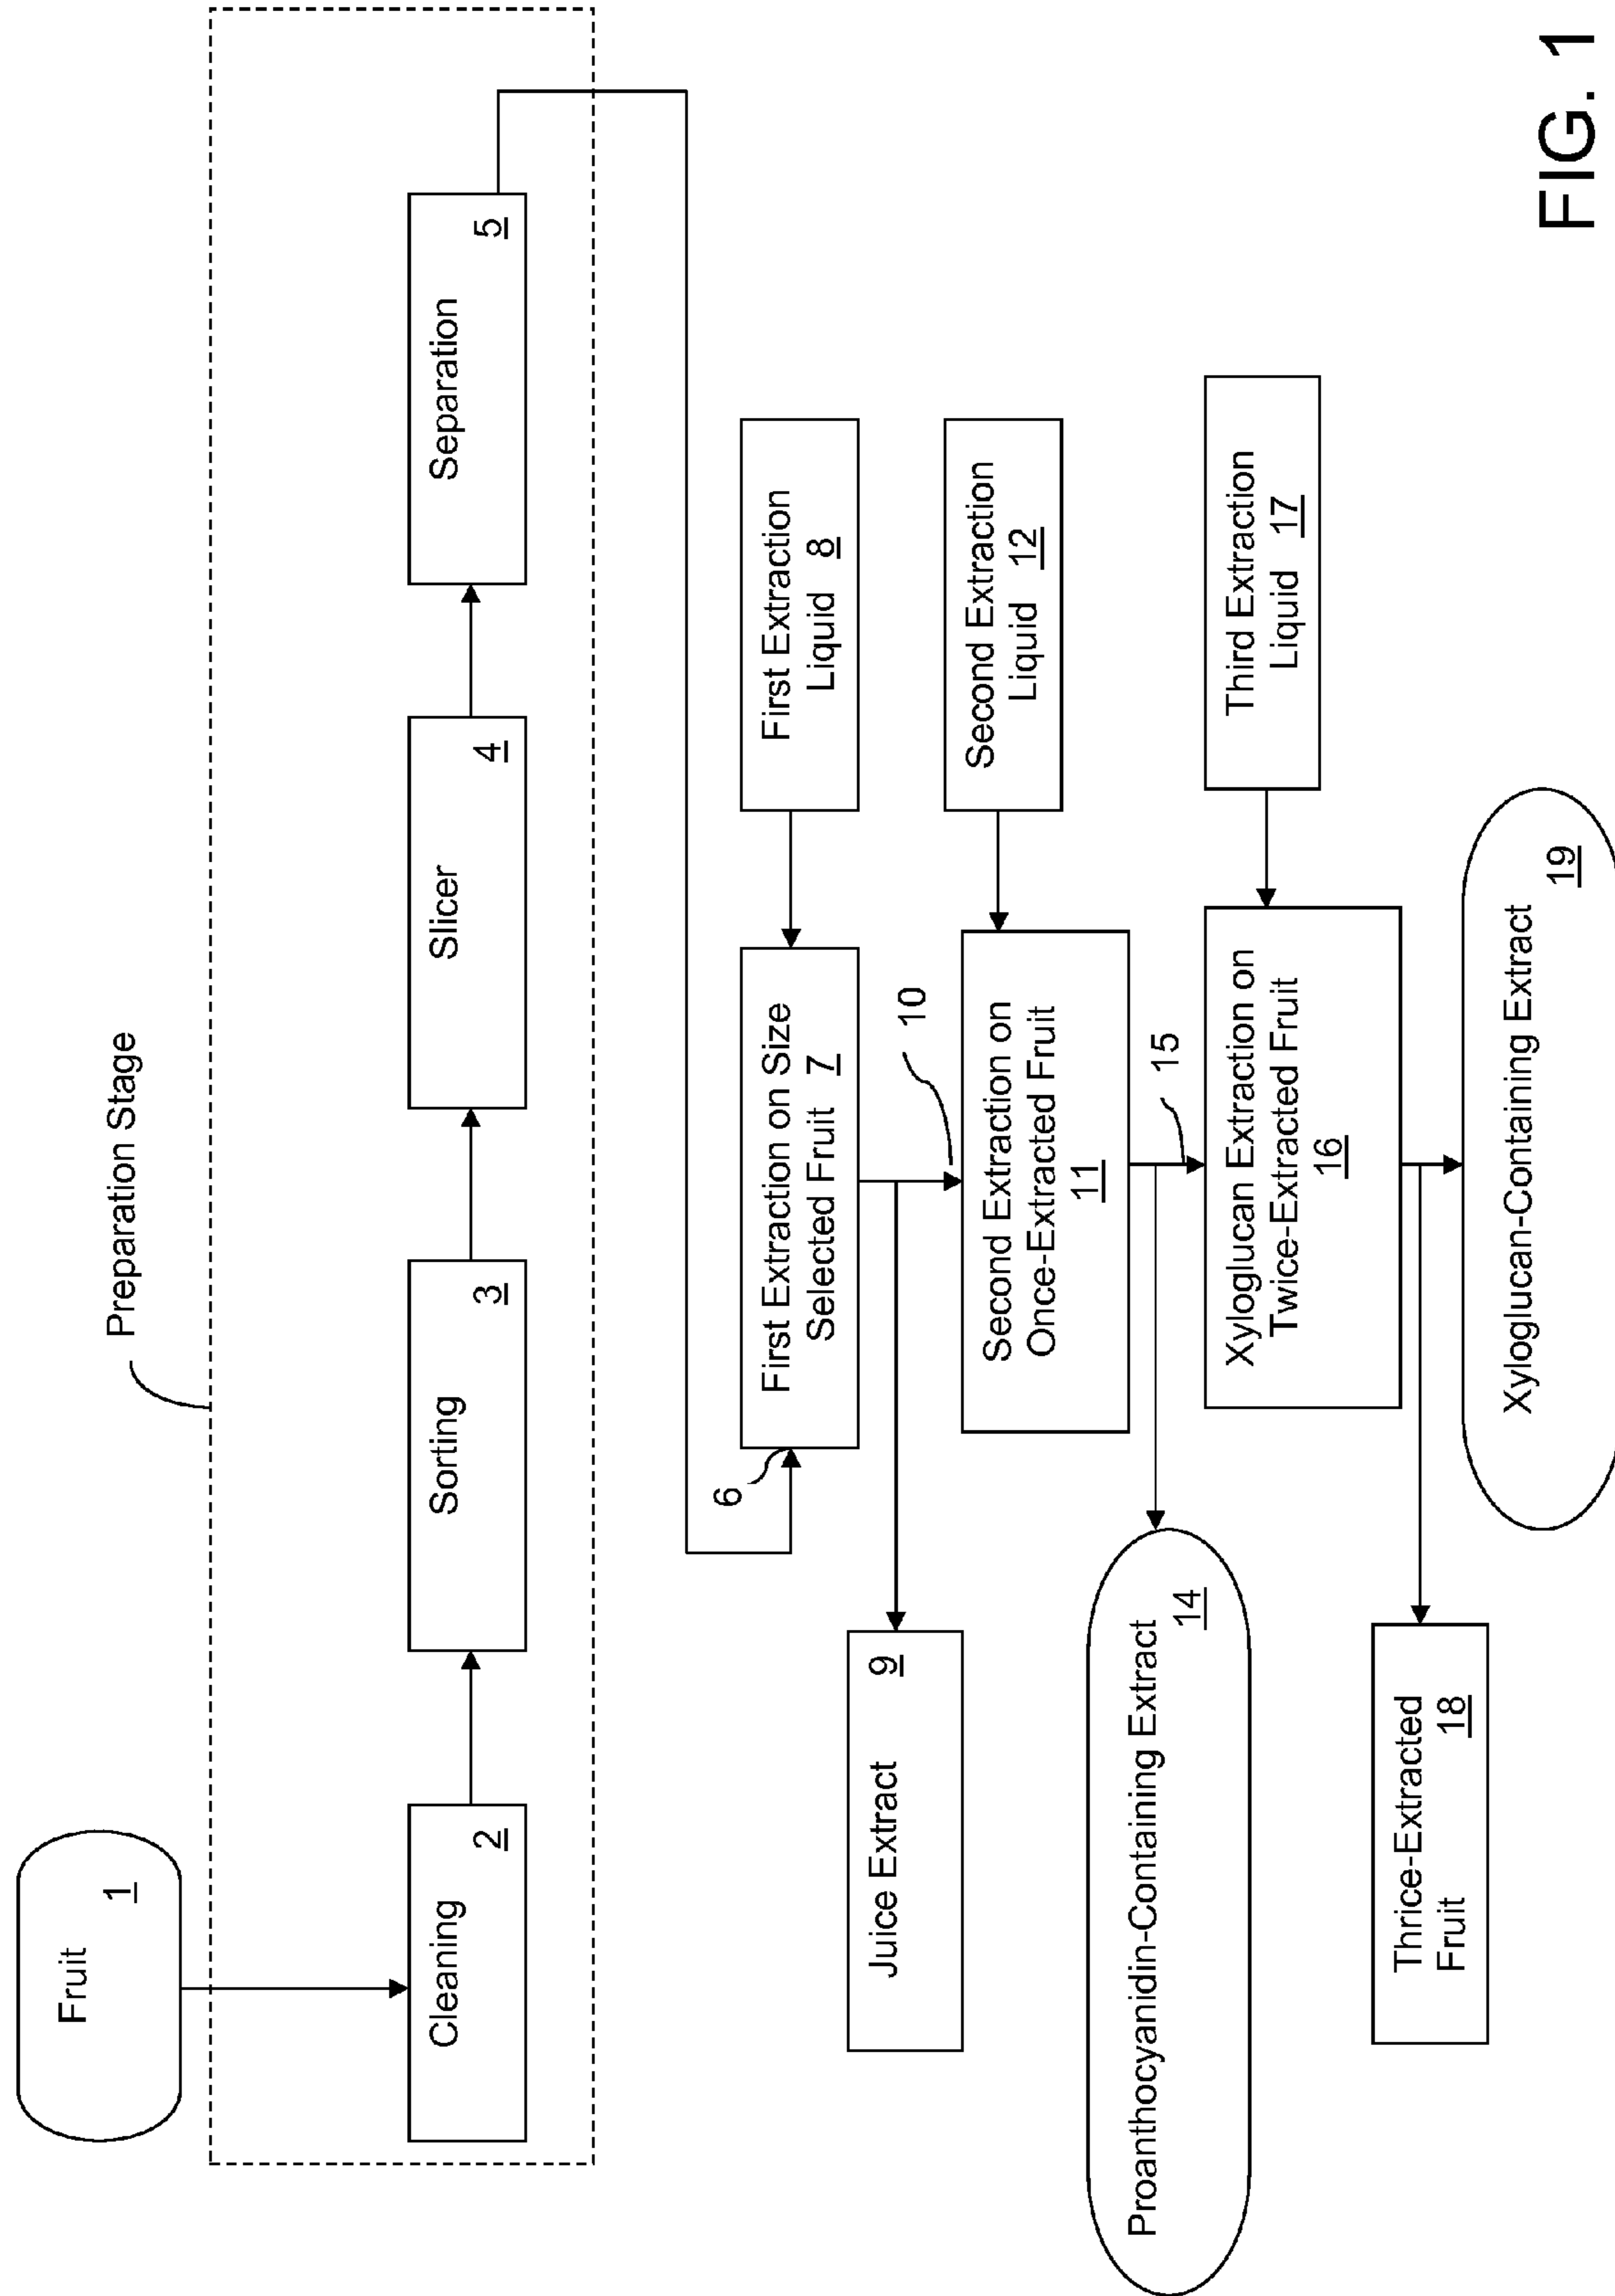 Fruit
1
Preparation Stage
Cleaning
2
Sorting
3
Slicer
4
Separation
5
6
First Extraction on Size
Selected Fruit 7
First Extraction
Liquid 8
Juice Extract
9
10
Second Extraction on
Once-Extracted Fruit
11
Second Extraction
Liquid 12
Proanthocyanidin-Containing Extract
14
15
Xyloglucan Extraction on
Twice-Extracted Fruit
16
Third Extraction
Liquid 17
Thrice-Extracted
Fruit 18
Xyloglucan-Containing Extract
19
FIG. 1